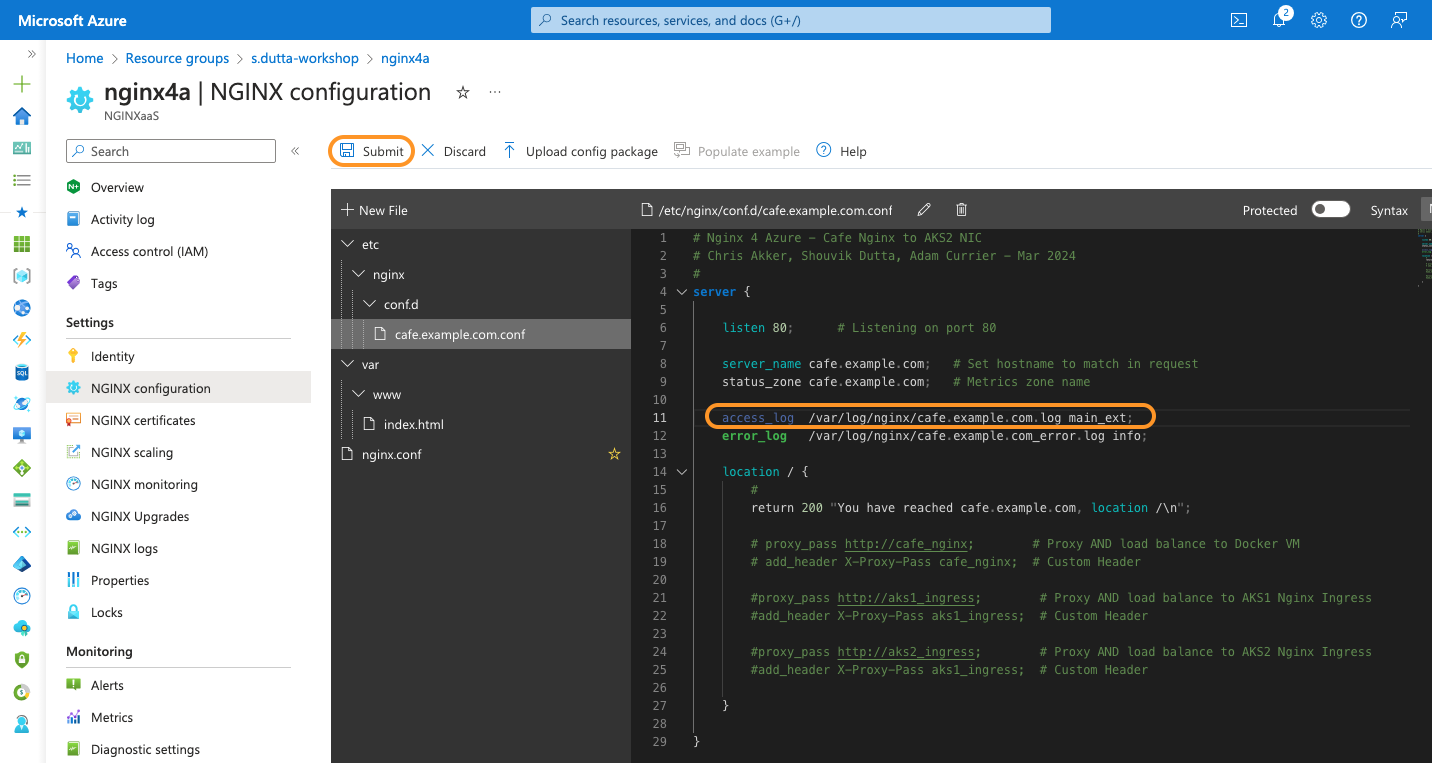 Microsoft Azure
Search resources, services, and docs (G+/)
2
Home > Resource groups > s.dutta-workshop > nginx4a
nginx4a | NGINX configuration
NGINXaaS
Search
Submit
Discard
Upload config package
Populate example
Help
Overview
Activity log
Access control (IAM)
Tags
Settings
Identity
NGINX configuration
NGINX certificates
NGINX scaling
NGINX monitoring
NGINX Upgrades
NGINX logs
Properties
Locks
Monitoring
Alerts
Metrics
Diagnostic settings
New File
etc
nginx
conf.d
cafe.example.com.conf
var
www
index.html
nginx.conf
/etc/nginx/conf.d/cafe.example.com.conf
Protected
Syntax
1 # Nginx 4 Azure - Cafe Nginx to AKS2 NIC
2 # Chris Akker, Shouvik Dutta, Adam Currier - Mar 2024
3 #
4 server {
5
6 listen 80; # Listening on port 80
7
8 server_name cafe.example.com; # Set hostname to match in request
9 status_zone cafe.example.com; # Metrics zone name
10
11 access_log /var/log/nginx/cafe.example.com.log main_ext;
12 error_log /var/log/nginx/cafe.example.com_error.log info;
13
14 location / {
15 #
16 return 200 "You have reached cafe.example.com, location /\n";
17
18 # proxy_pass http://cafe_nginx; # Proxy AND load balance to Docker VM
19 # add_header X-Proxy-Pass cafe_nginx; # Custom Header
20
21 #proxy_pass http://aks1_ingress; # Proxy AND load balance to AKS1 Nginx Ingress
22 #add_header X-Proxy-Pass aks1_ingress; # Custom Header
23
24 #proxy_pass http://aks2_ingress; # Proxy AND load balance to AKS2 Nginx Ingress
25 #add_header X-Proxy-Pass aks1_ingress; # Custom Header
26
27 }
28
29 }